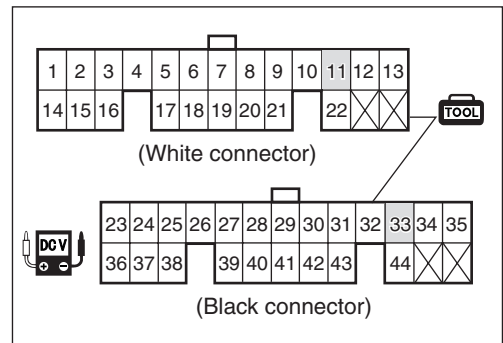 1 2 3 4 5 6 7 8 9 10 11 12 13
14 15 16 17 18 19 20 21 22
TOOL
(White connector)
23 24 25 26 27 28 29 30 31 32 33 34 35
DC V
36 37 38 39 40 41 42 43 44
(Black connector)